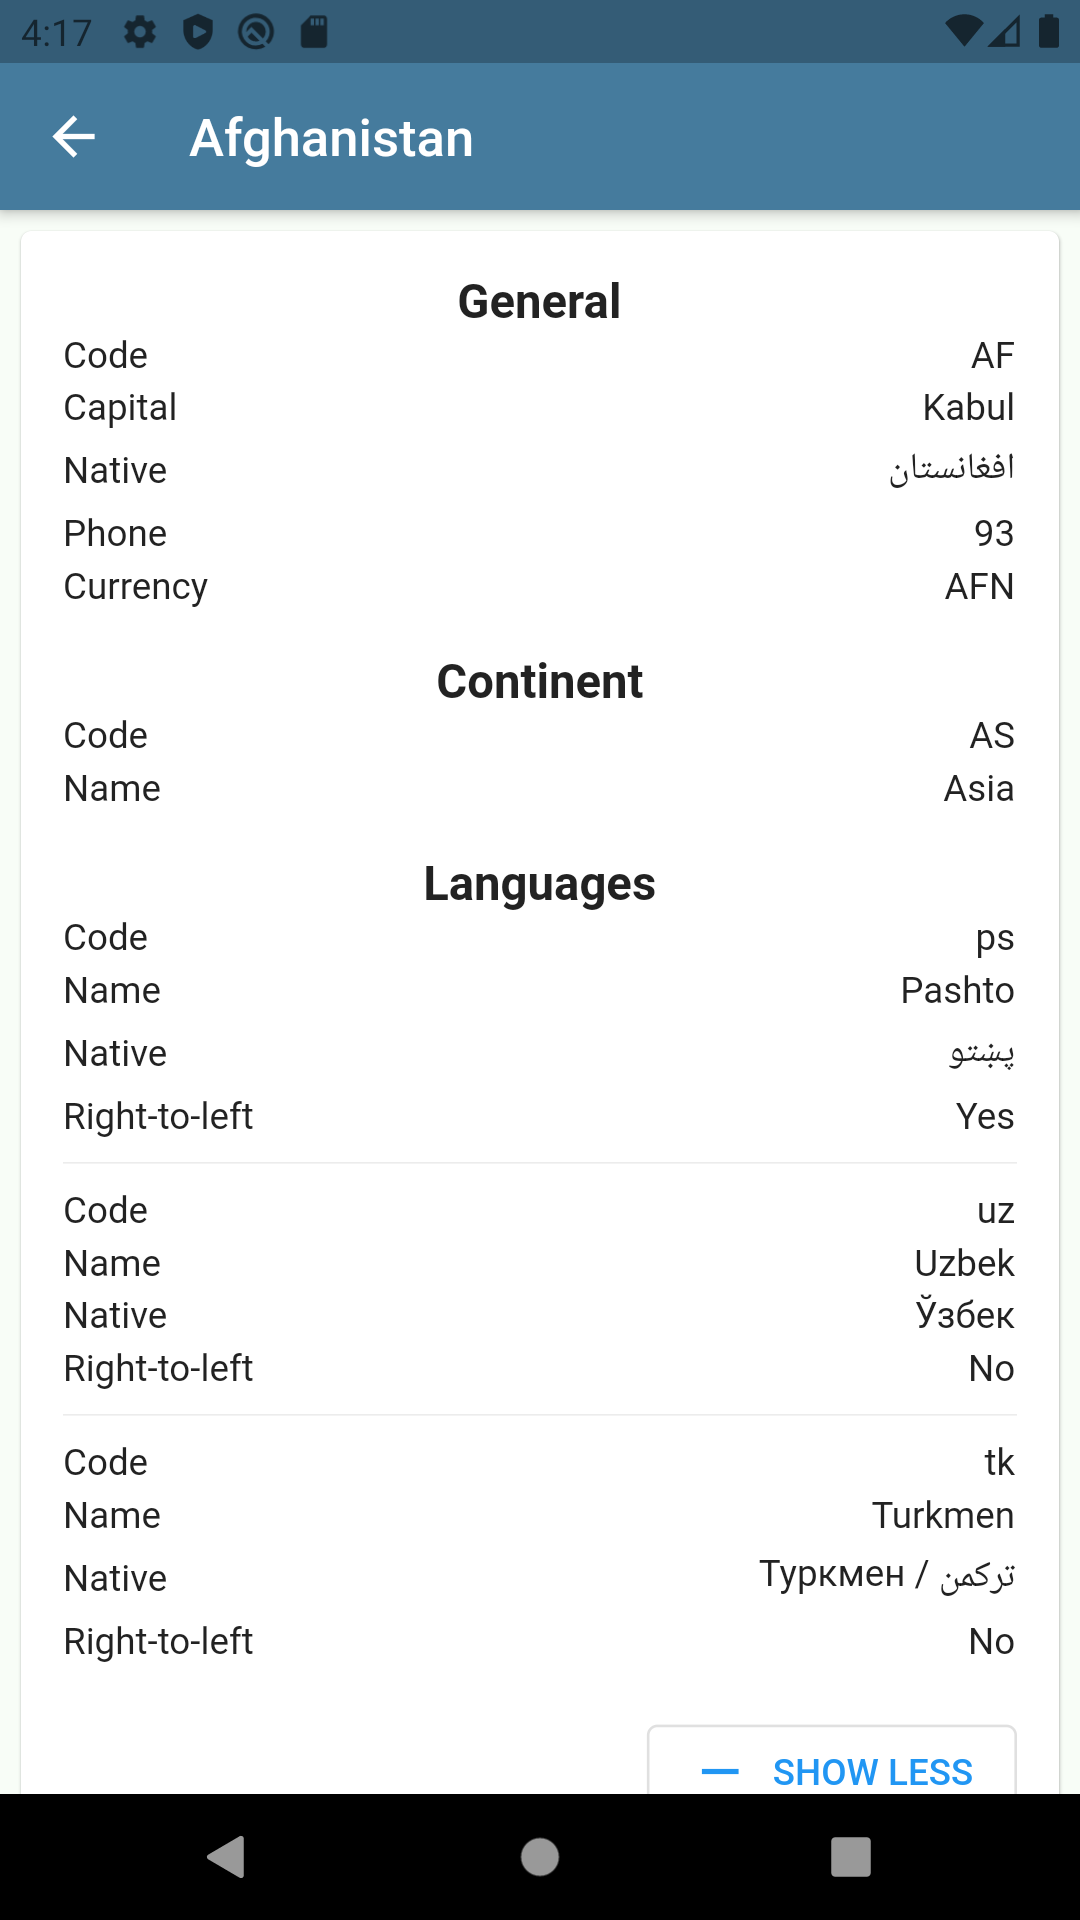 4:17
Afghanistan
General
Code AF
Capital Kabul
Native افغانستان
Phone 93
Currency AFN
Continent
Code AS
Name Asia
Languages
Code ps
Name Pashto
Native پښتو
Right-to-left Yes
Code uz
Name Uzbek
Native Ўзбек
Right-to-left No
Code tk
Name Turkmen
Native Туркмен / تركمن
Right-to-left No
SHOW LESS